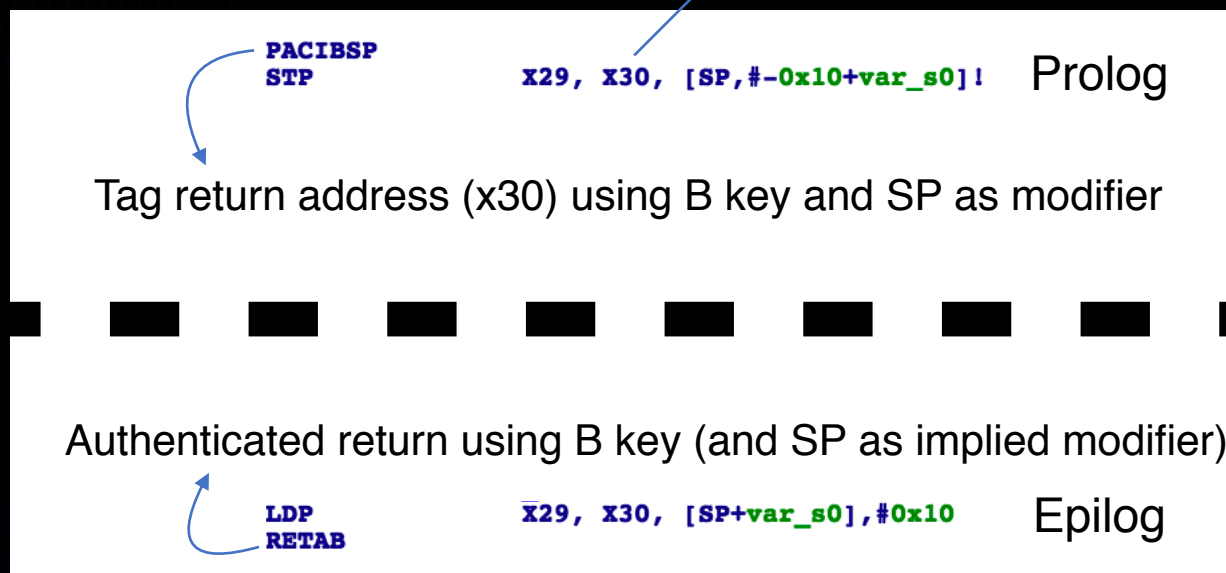 PACIBSP
STP X29, X30, [SP,#-0x10+var_s0]! Prolog
Tag return address (x30) using B key and SP as modifier
Authenticated return using B key (and SP as implied modifier)
LDP X29, X30, [SP+var_s0],#0x10 Epilog
RETAB